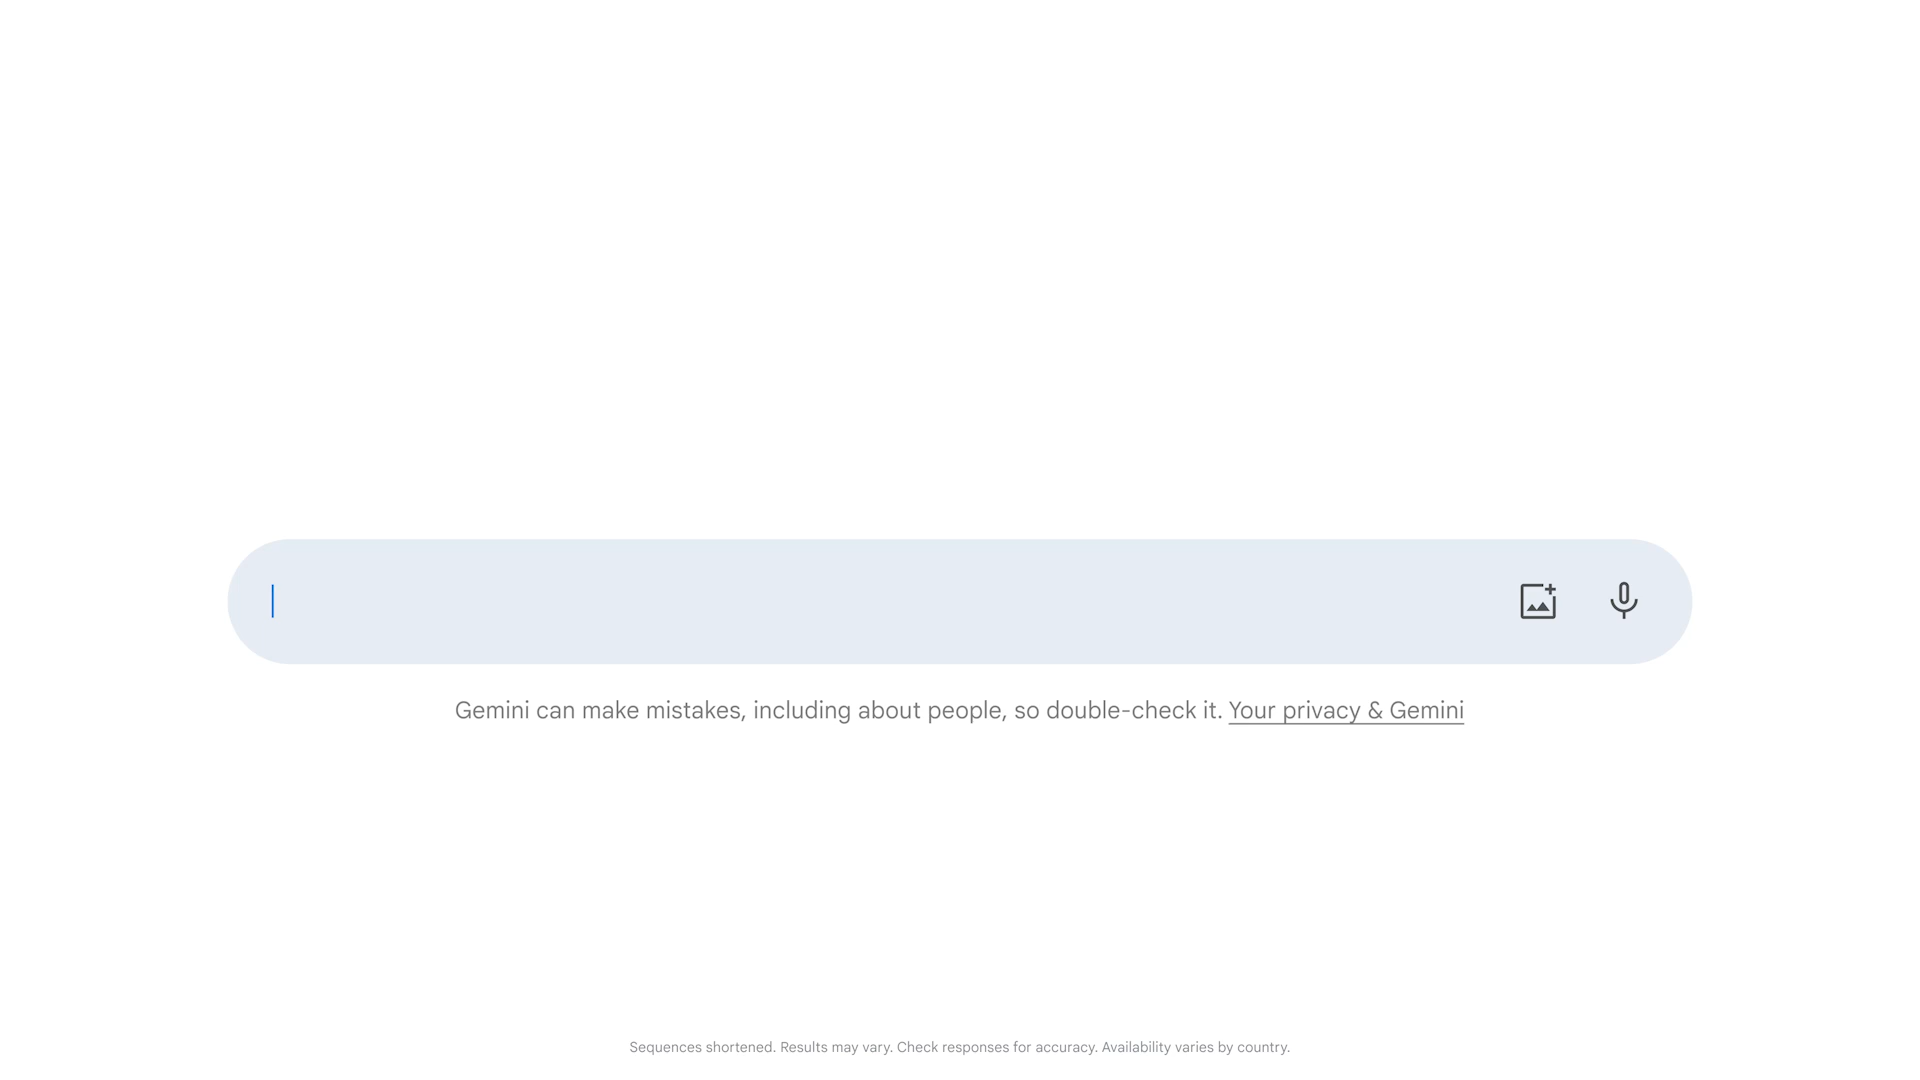 Gemini can make mistakes, including about people, so double-check it. Your privacy & Gemini
Sequences shortened. Results may vary. Check responses for accuracy. Availability varies by country.